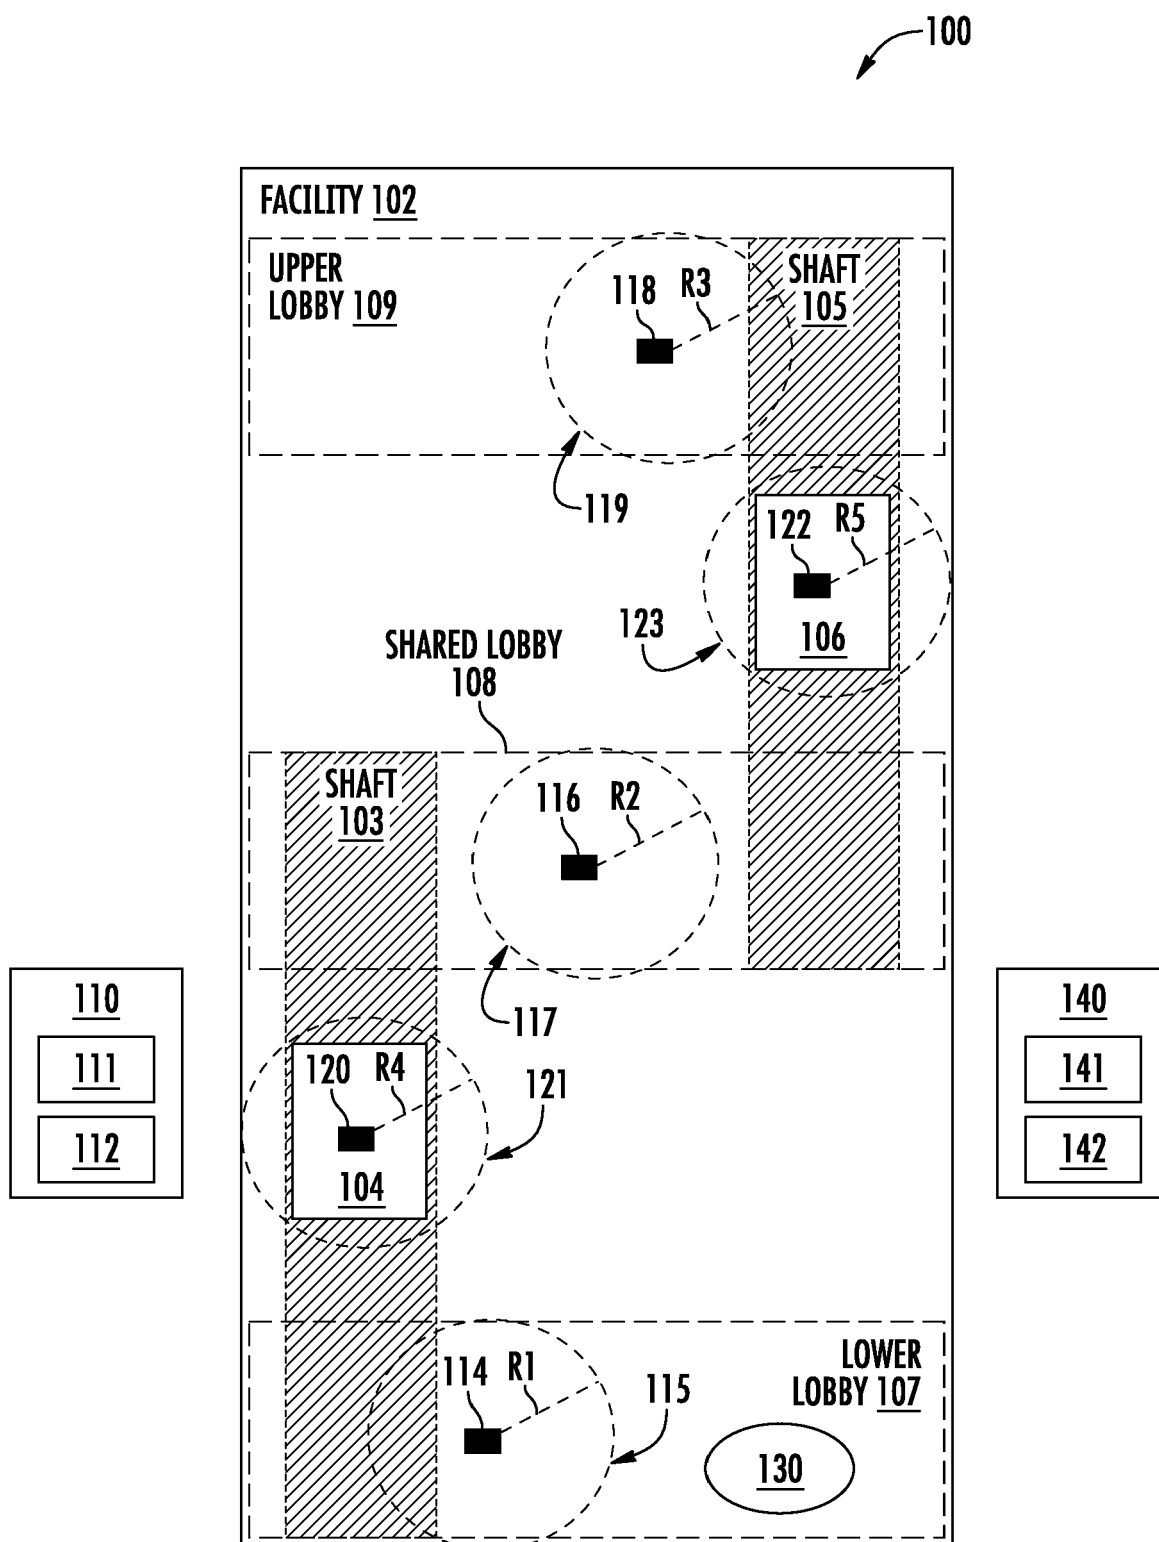 100
FACILITY 102
UPPER
LOBBY 109
118
R3
SHAFT
105
119
122
R5
106
123
SHARED LOBBY
108
SHAFT
103
116
R2
117
110
111
112
120
R4
104
121
140
141
142
114
R1
115
LOWER
LOBBY 107
130